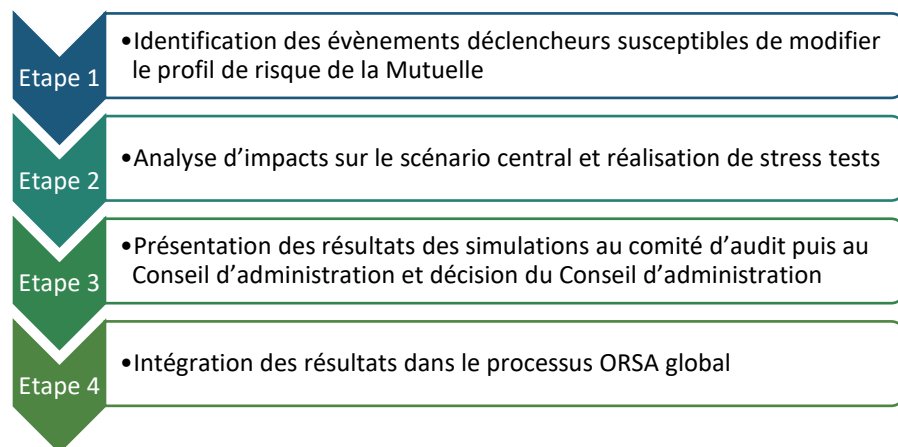 Etape 1
•Identification des évènements déclencheurs susceptibles de modifier
le profil de risque de la Mutuelle
Etape 2
•Analyse d'impacts sur le scénario central et réalisation de stress tests
Etape 3
•Présentation des résultats des simulations au comité d'audit puis au
Conseil d'administration et décision du Conseil d'administration
Etape 4
•Intégration des résultats dans le processus ORSA global